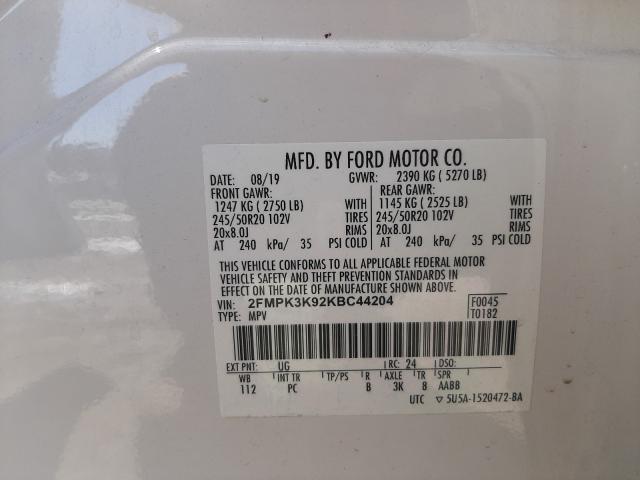 MFD. BY FORD MOTOR CO.
DATE: 08/19 GVWR: 2390 KG ( 5270 LB)
FRONT GAWR: REAR GAWR:
1247 KG ( 2750 LB) 1145 KG ( 2525 LB)
245/50R20 102V TIRES 245/50R20 102V TIRES
20x8.0J RIMS 20x8.0J RIMS
AT 240 kPa/ 35 PSI COLD AT 240 kPa/ 35 PSI COLD
THIS VEHICLE CONFORMS TO ALL APPLICABLE FEDERAL MOTOR
VEHICLE SAFETY AND THEFT PREVENTION STANDARDS IN
EFFECT ON THE DATE OF MANUFACTURE SHOWN ABOVE.
VIN: 2FMPK3K92KBC44204 F0045
TYPE: MPV T0182
EXT PNT: UG RC: 24 DSO:
WB INT TR TP/PS R AXLE TR SPR
112 PC B 3K 8 AABB
UTC ▽ 5U5A-1520472-BA